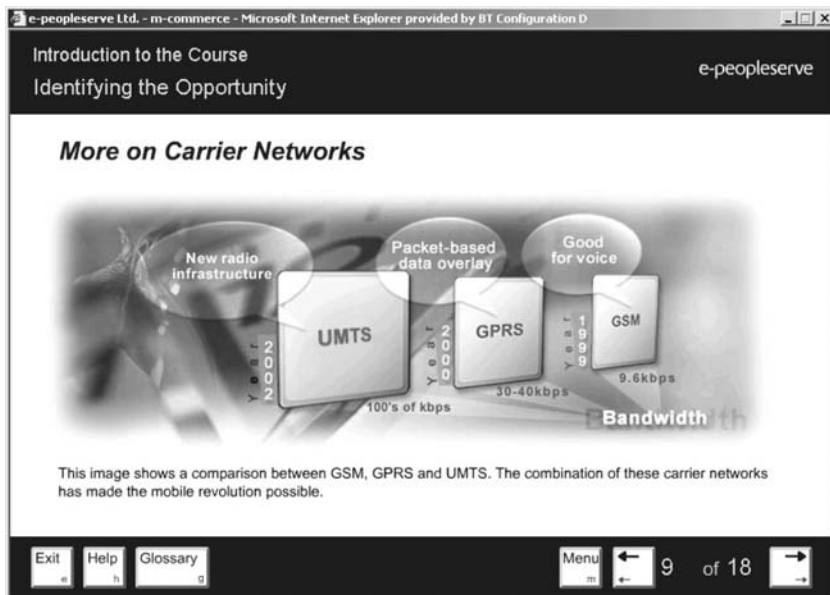 e-peopleserve Ltd. - m-commerce - Microsoft Internet Explorer provided by BT Configuration D
Introduction to the Course
e-peopleserve
Identifying the Opportunity
More on Carrier Networks
New radio
infrastructure
Packet-based
data overlay
Good
for voice
UMTS
GPRS
GSM
Year 2002
Year 2000
Year 1999
100's of kbps
30-40kbps
9.6kbps
Bandwidth
Bandwidth
This image shows a comparison between GSM, GPRS and UMTS. The combination of these carrier networks
has made the mobile revolution possible.
Exit
e
Help
h
Glossary
g
Menu
m
9 of 18